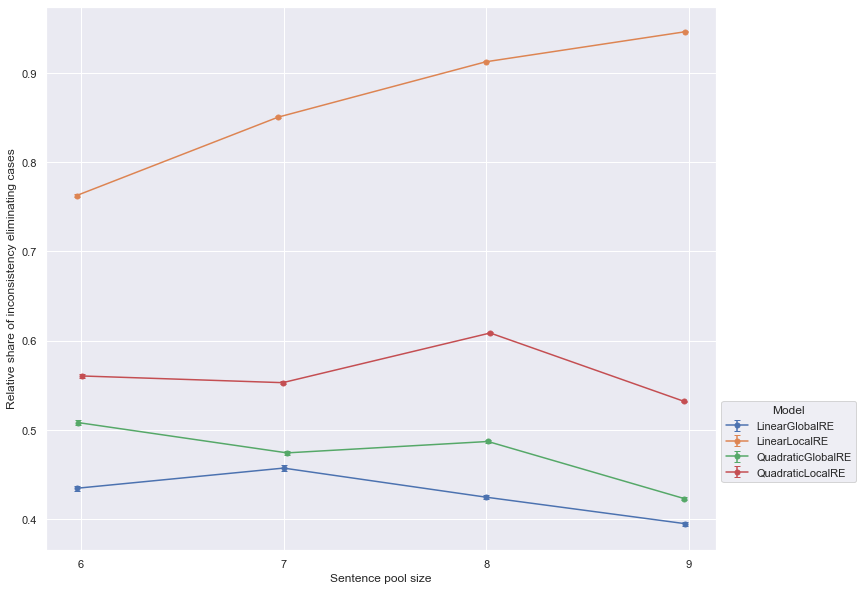 Relative share of inconsistency eliminating cases
0.9
0.8
0.7
0.6
0.5
0.4
6
7
8
9
Sentence pool size
Model
LinearGlobalRE
LinearLocalRE
QuadraticGlobalRE
QuadraticLocalRE